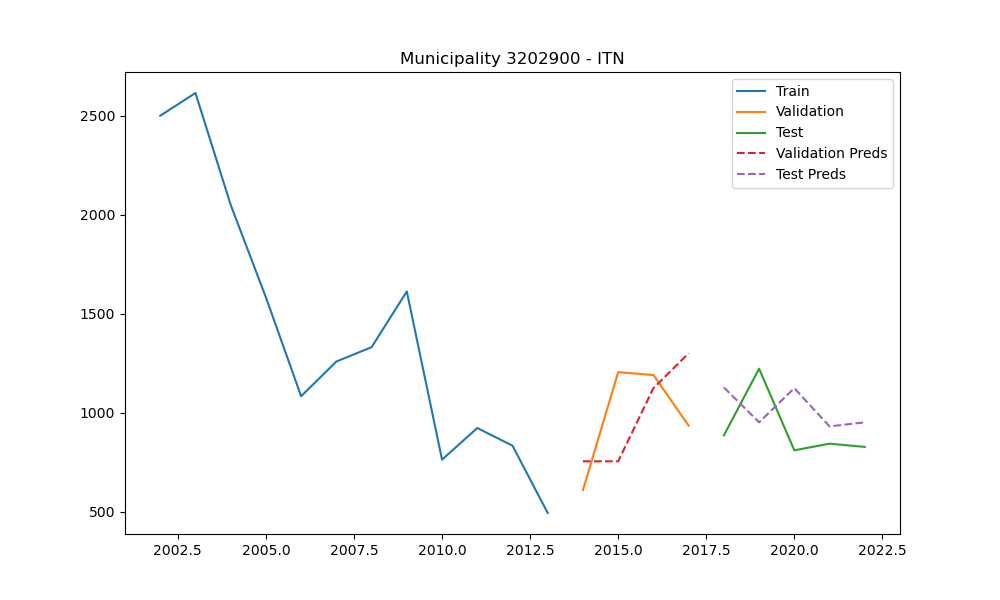 Municipality 3202900 - ITN
Train
Validation
Test
Validation Preds
Test Preds
2500
2000
1500
1000
500
2002.5 2005.0 2007.5 2010.0 2012.5 2015.0 2017.5 2020.0 2022.5